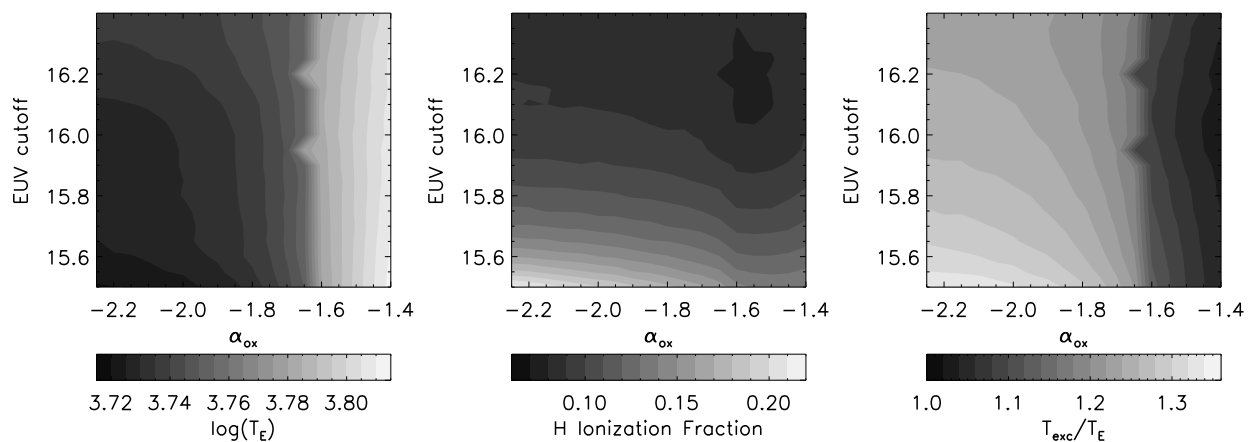 EUV cutoff
16.2
16.0
15.8
15.6
−2.2 −2.0 −1.8 −1.6 −1.4
αox
3.72 3.74 3.76 3.78 3.80
log(TE)
EUV cutoff
16.2
16.0
15.8
15.6
−2.2 −2.0 −1.8 −1.6 −1.4
αox
0.10 0.15 0.20
H Ionization Fraction
EUV cutoff
16.2
16.0
15.8
15.6
−2.2 −2.0 −1.8 −1.6 −1.4
αox
1.0 1.1 1.2 1.3
Texc/TE